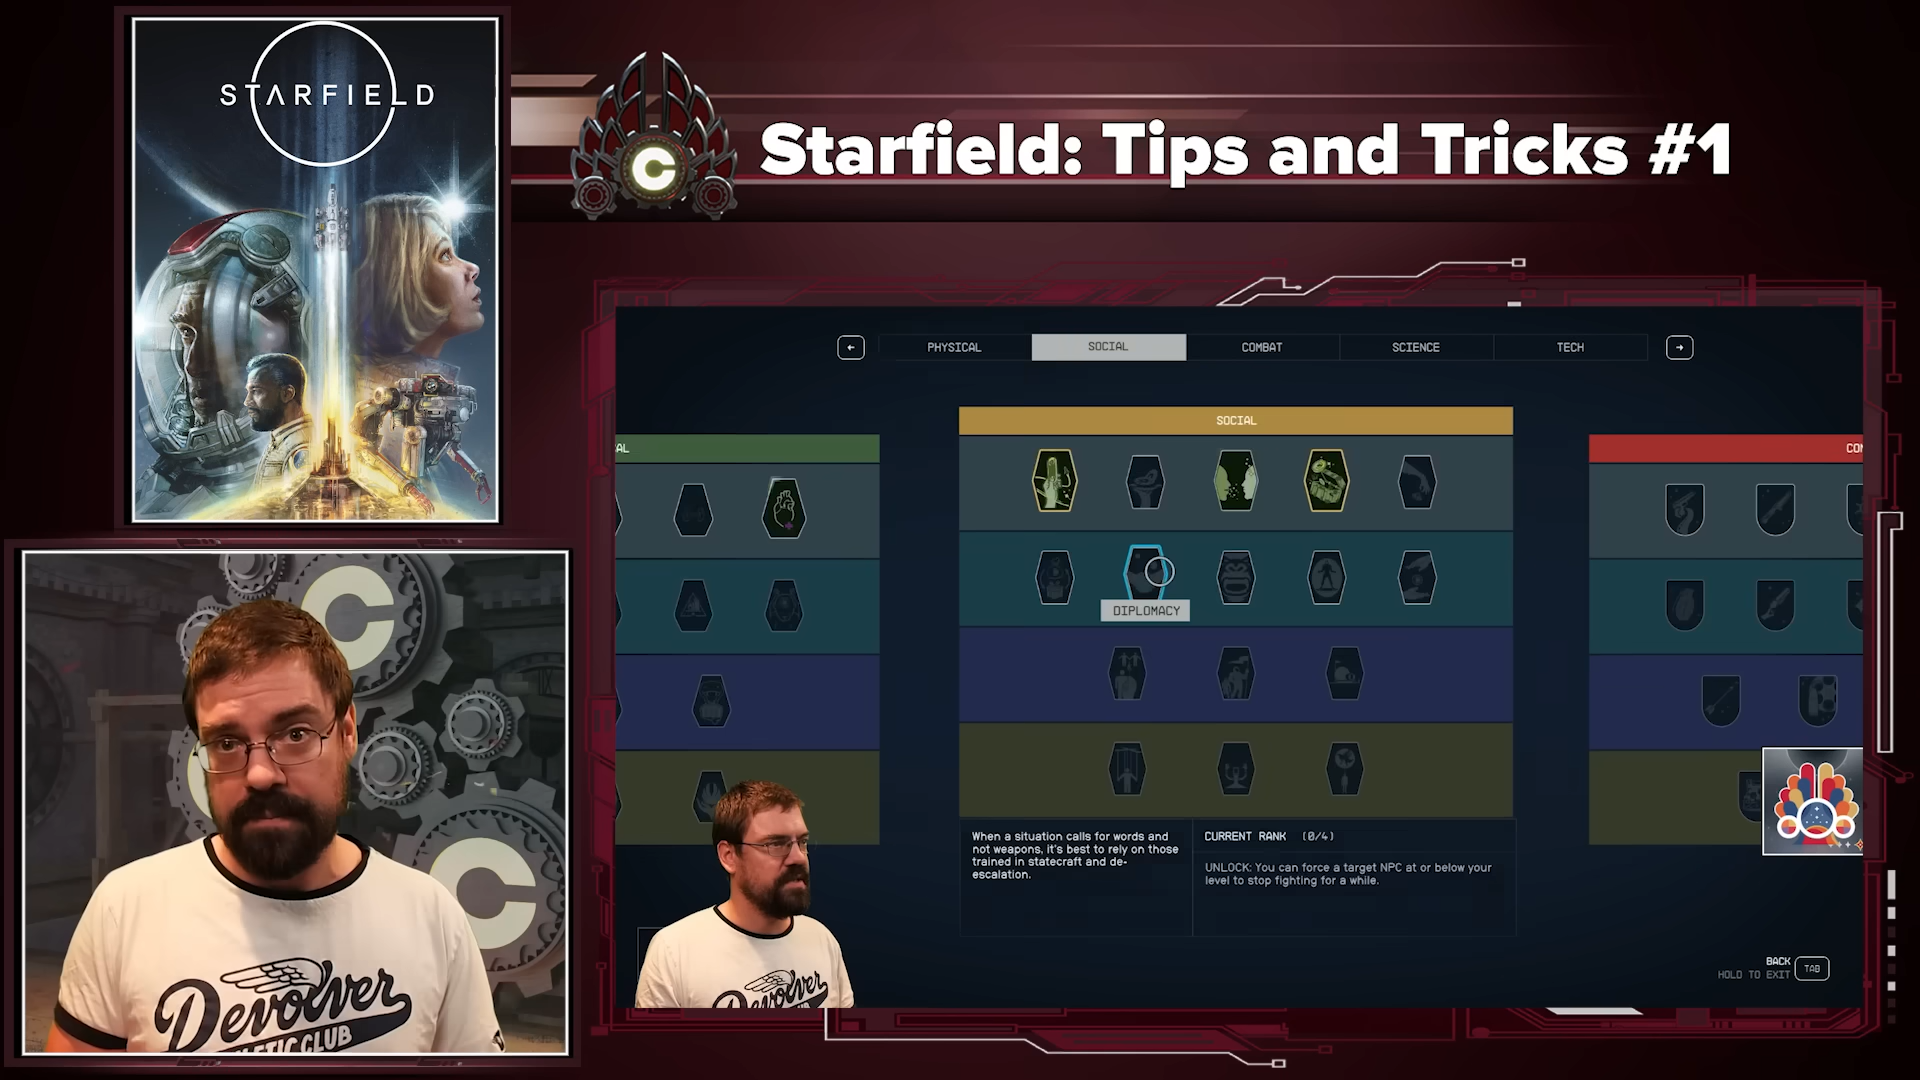 STARFIELD
C
Starfield: Tips and Tricks #1
PHYSICAL
SOCIAL
COMBAT
SCIENCE
TECH
AL
SOCIAL
CO
DIPLOMACY
When a situation calls for words and
not weapons, it's best to rely on those
trained in statecraft and de-
escalation.
CURRENT RANK (0/4)
UNLOCK: You can force a target NPC at or below your
level to stop fighting for a while.
BACK
TAB
HOLD TO EXIT
C
C
Devolver
LETIC CLUB
Devolver